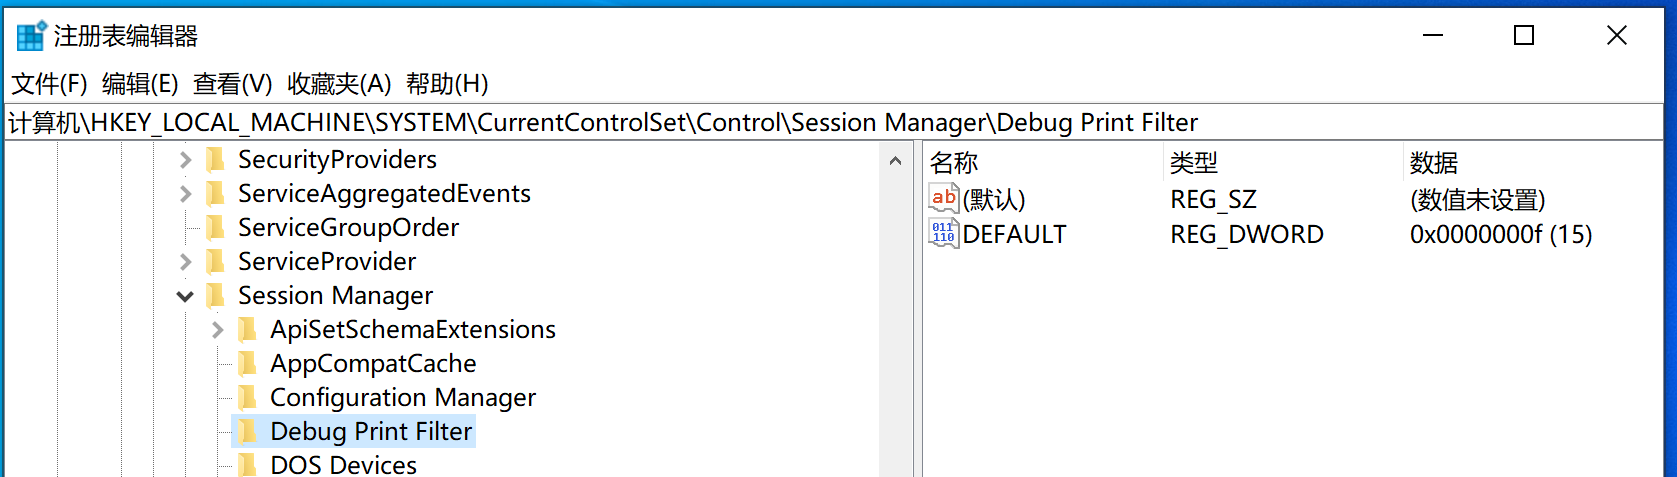 注册表编辑器
文件(F) 编辑(E) 查看(V) 收藏夹(A) 帮助(H)
计算机\HKEY_LOCAL_MACHINE\SYSTEM\CurrentControlSet\Control\Session Manager\Debug Print Filter
SecurityProviders
ServiceAggregatedEvents
ServiceGroupOrder
ServiceProvider
Session Manager
ApiSetSchemaExtensions
AppCompatCache
Configuration Manager
Debug Print Filter
DOS Devices
名称 类型 数据
ab (默认) REG_SZ (数值未设置)
011 110 DEFAULT REG_DWORD 0x0000000f (15)